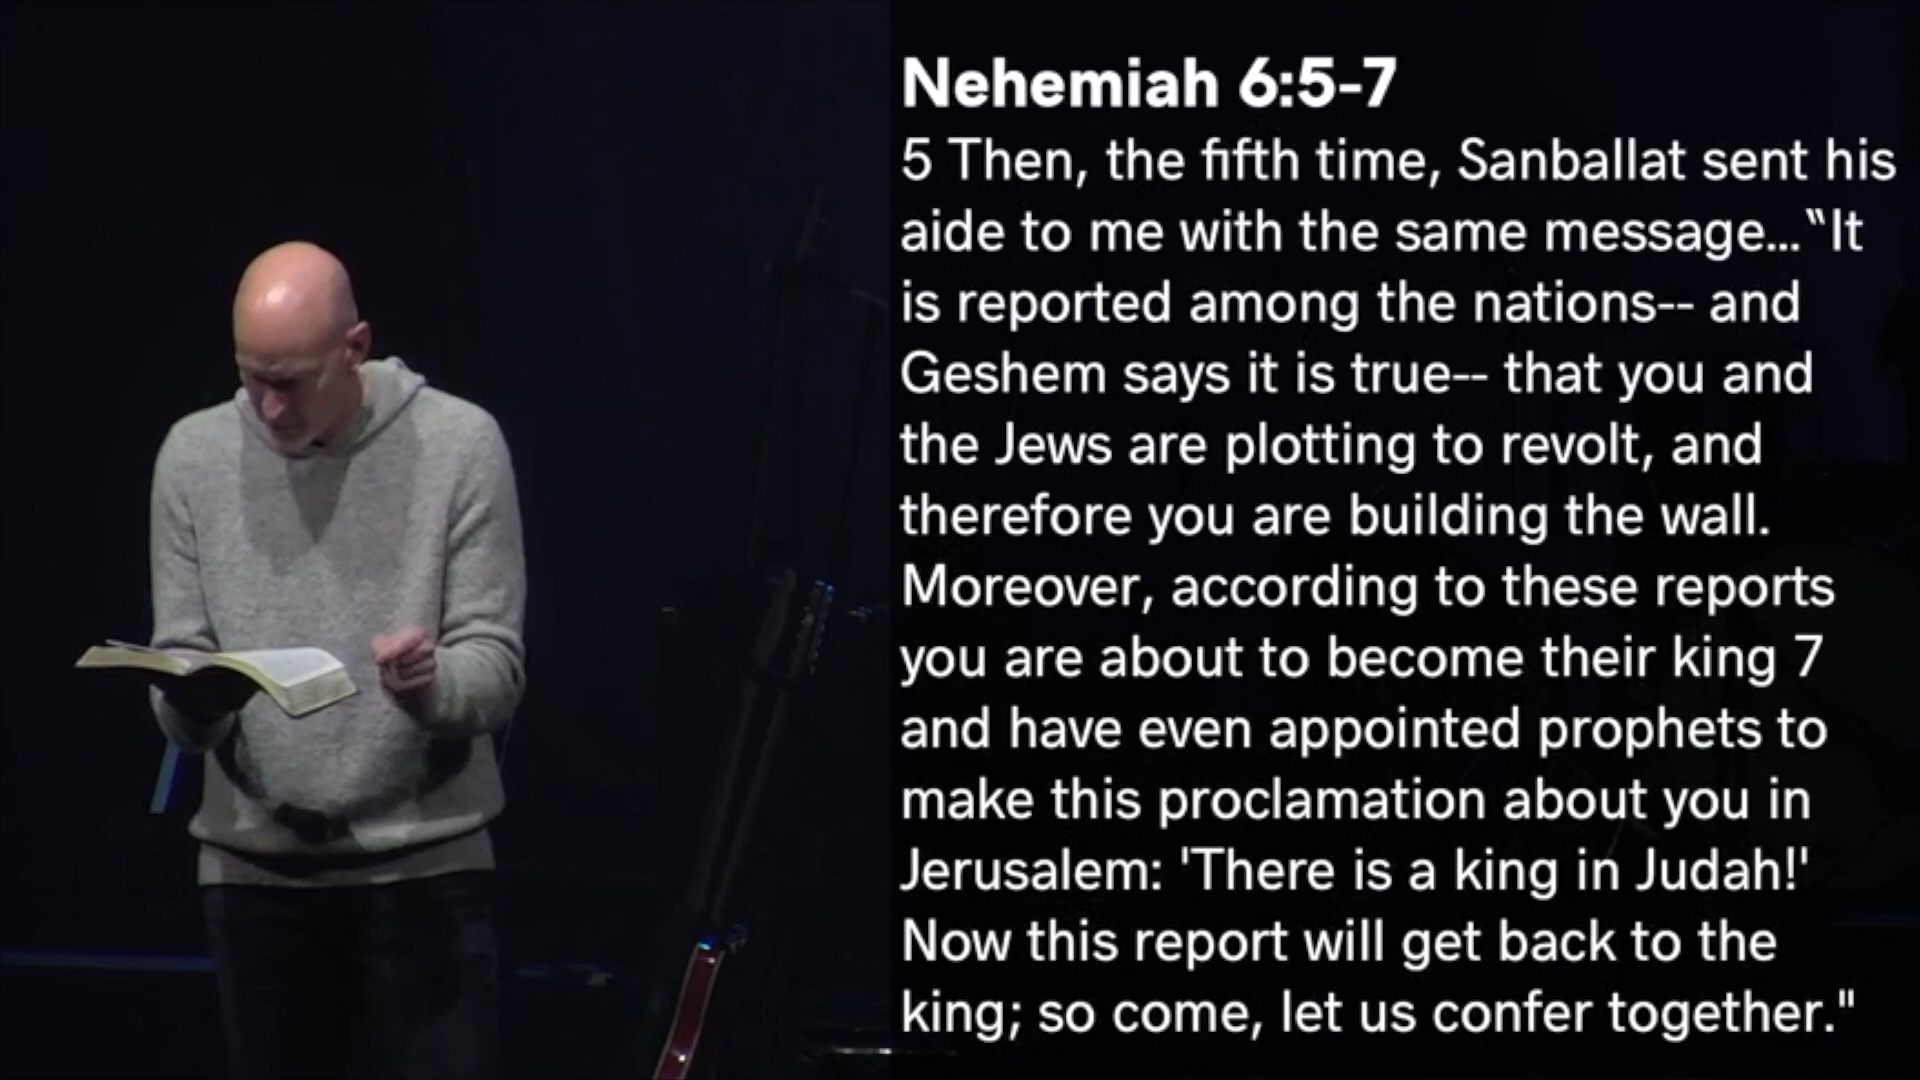 Nehemiah 6:5-7
5 Then, the fifth time, Sanballat sent his
aide to me with the same message...‟It
is reported among the nations-- and
Geshem says it is true-- that you and
the Jews are plotting to revolt, and
therefore you are building the wall.
Moreover, according to these reports
you are about to become their king 7
and have even appointed prophets to
make this proclamation about you in
Jerusalem: 'There is a king in Judah!'
Now this report will get back to the
king; so come, let us confer together."